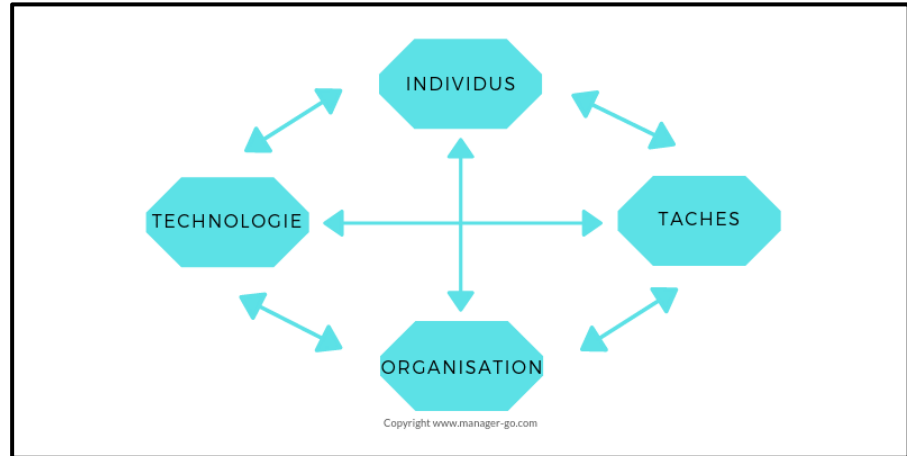 INDIVIDUS
TECHNOLOGIE
TACHES
ORGANISATION
Copyright www.manager-go.com